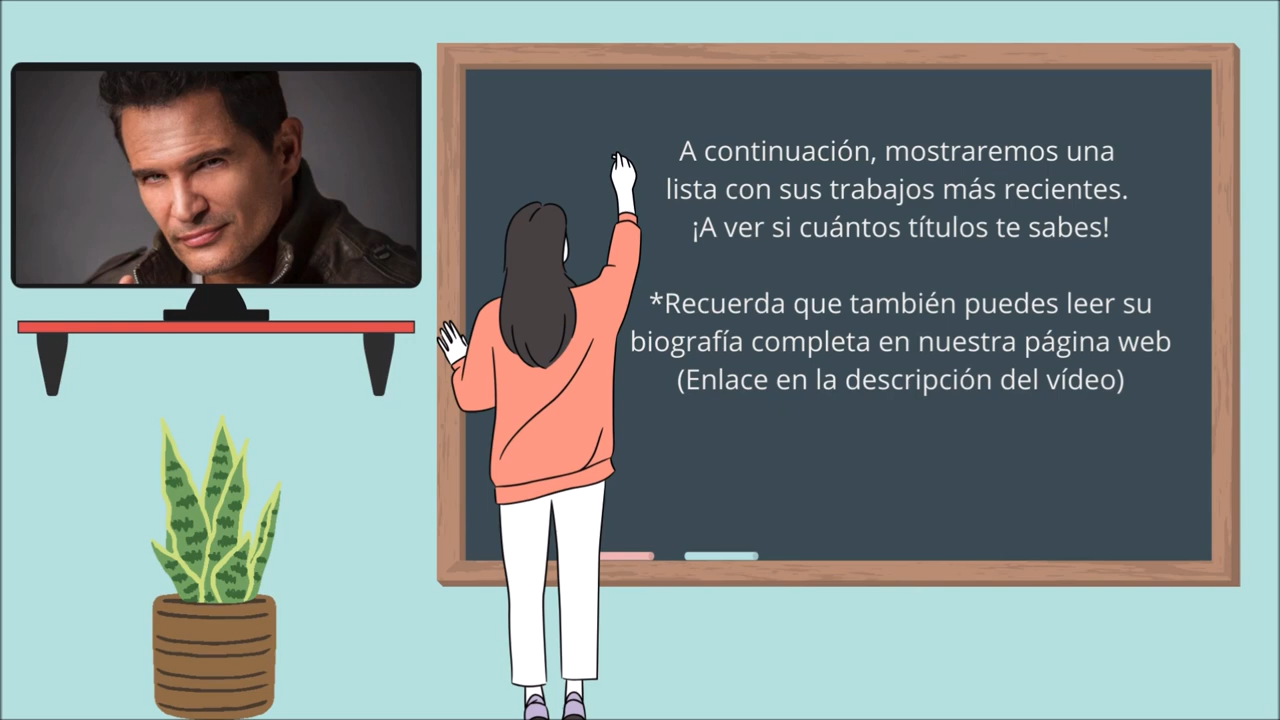 A continuación, mostraremos una
lista con sus trabajos más recientes.
¡A ver si cuántos títulos te sabes!
*Recuerda que también puedes leer su
biografía completa en nuestra página web
(Enlace en la descripción del vídeo)